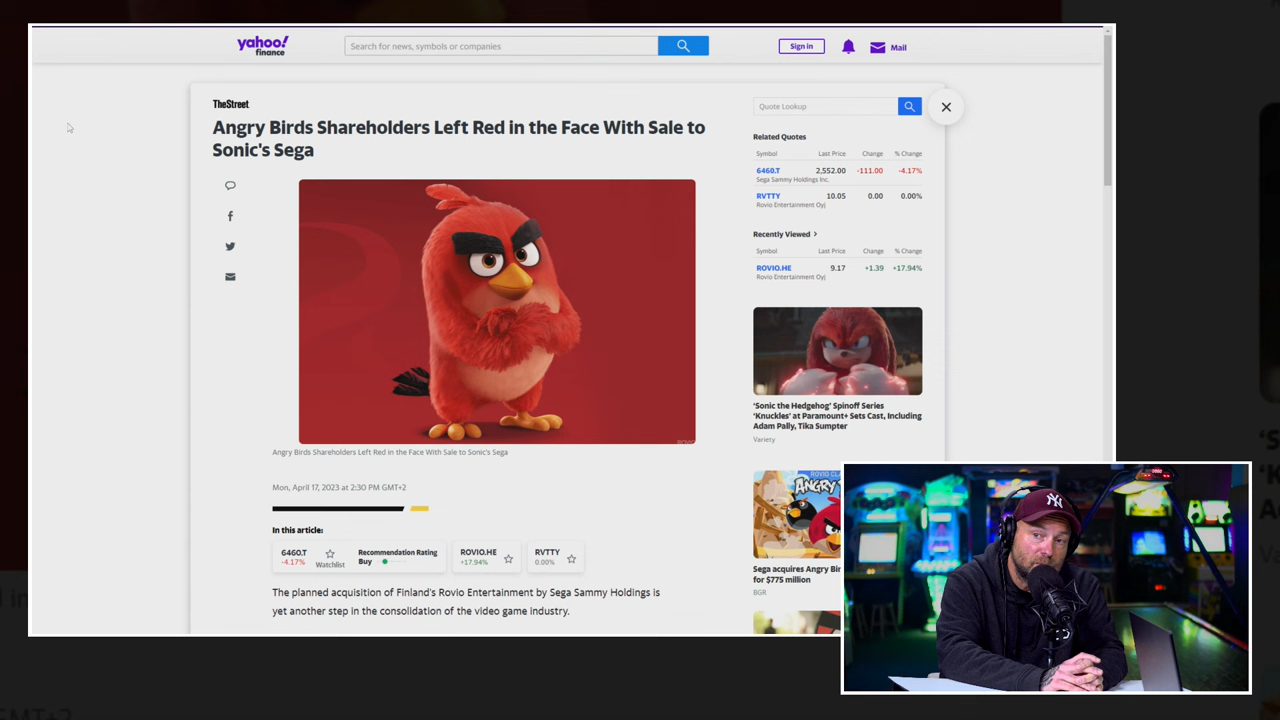 yahoo!
finance
Search for news, symbols or companies
Sign in
Mail
TheStreet
Angry Birds Shareholders Left Red in the Face With Sale to
Sonic's Sega
ROVIO
Angry Birds Shareholders Left Red in the Face With Sale to Sonic's Sega
Mon, April 17, 2023 at 2:30 PM GMT+2
In this article:
6460.T
-4.17%
Watchlist
Recommendation Rating
Buy
ROVIO.HE
+17.94%
RVTTY
0.00%
The planned acquisition of Finland's Rovio Entertainment by Sega Sammy Holdings is
yet another step in the consolidation of the video game industry.
Quote Lookup
Related Quotes
Symbol Last Price Change % Change
6460.T 2,552.00 -111.00 -4.17%
Sega Sammy Holdings Inc.
RVTTY 10.05 0.00 0.00%
Rovio Entertainment Oyj
Recently Viewed >
Symbol Last Price Change % Change
ROVIO.HE 9.17 +1.39 +17.94%
Rovio Entertainment Oyj
'Sonic the Hedgehog' Spinoff Series
'Knuckles' at Paramount+ Sets Cast, Including
Adam Pally, Tika Sumpter
Variety
ROVIO CLA
ANGRY
Sega acquires Angry Bir
for $775 million
BGR
NY
GMT+2